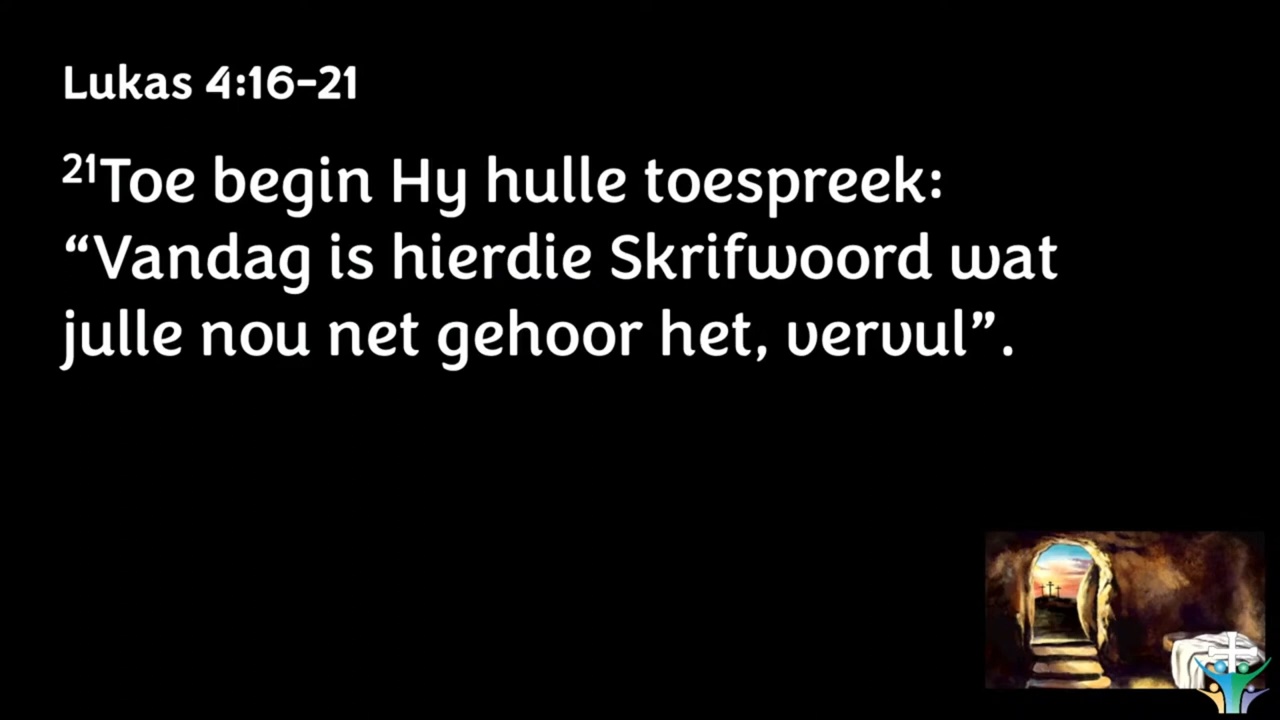 Lukas 4:16-21
²¹Toe begin Hy hulle toespreek:
“Vandag is hierdie Skrifwoord wat
julle nou net gehoor het, vervul”.